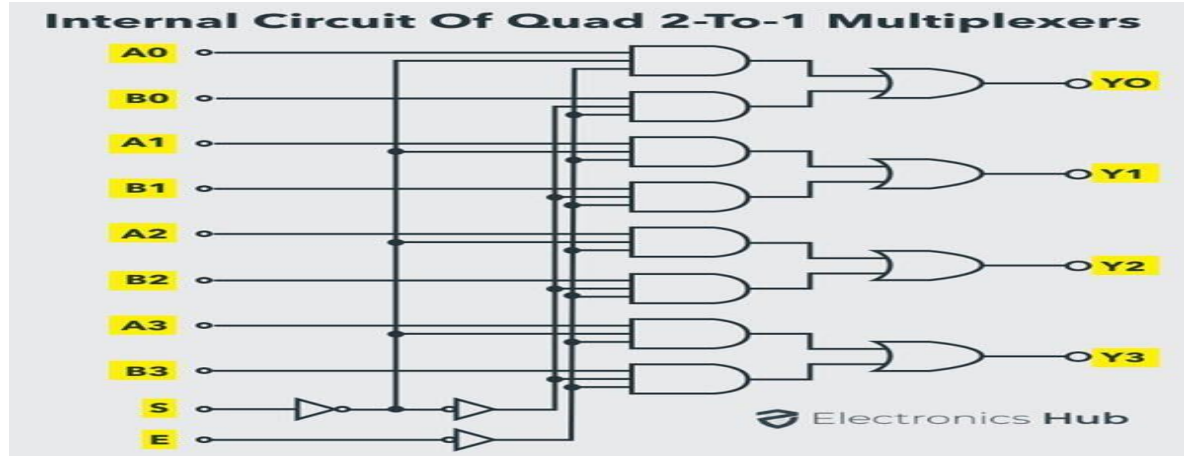 Internal Circuit Of Quad 2-To-1 Multiplexers
A0
YO
B0
A1
Y1
B1
A2
Y2
B2
A3
Y3
B3
S
Electronics Hub
E